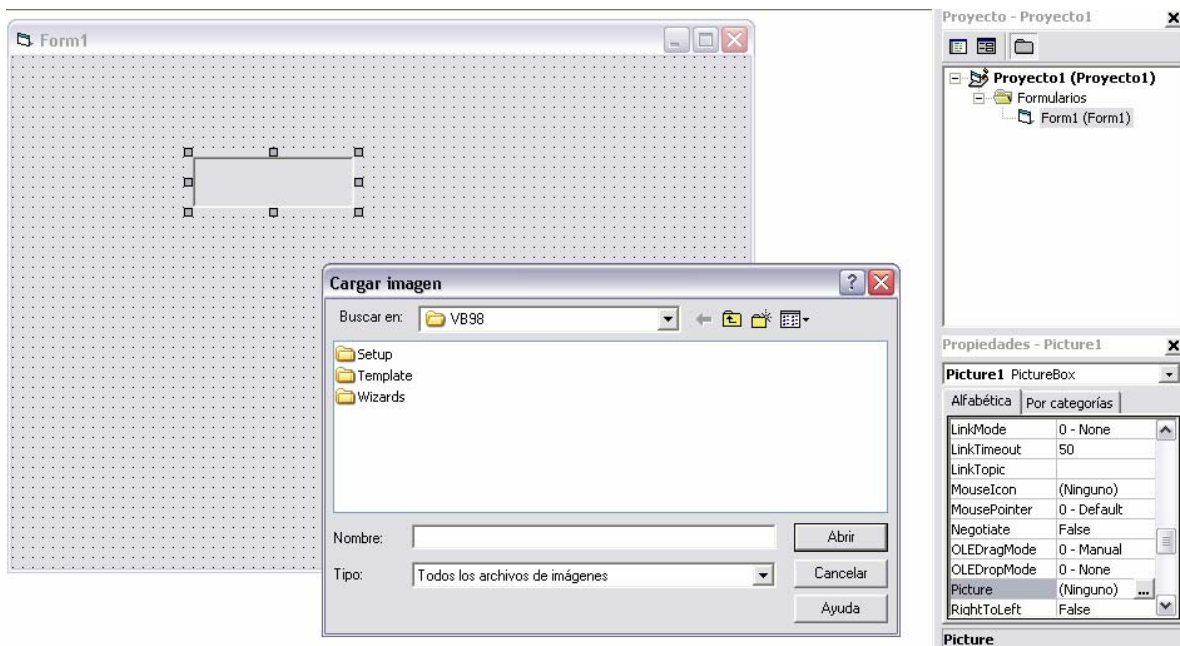 Form1
Cargar imagen
Buscar en: VB98
Setup
Template
Wizards
Nombre: Abrir
Tipo: Todos los archivos de imágenes Cancelar
Ayuda
Proyecto - Proyecto1
Proyecto1 (Proyecto1)
Formularios
Form1 (Form1)
Propiedades - Picture1
Picture1 PictureBox
Alfabética Por categorías
LinkMode 0 - None
LinkTimeout 50
LinkTopic
MouseIcon (Ninguno)
MousePointer 0 - Default
Negotiate False
OLEDragMode 0 - Manual
OLEDropMode 0 - None
Picture (Ninguno) ...
RightToLeft False
Picture